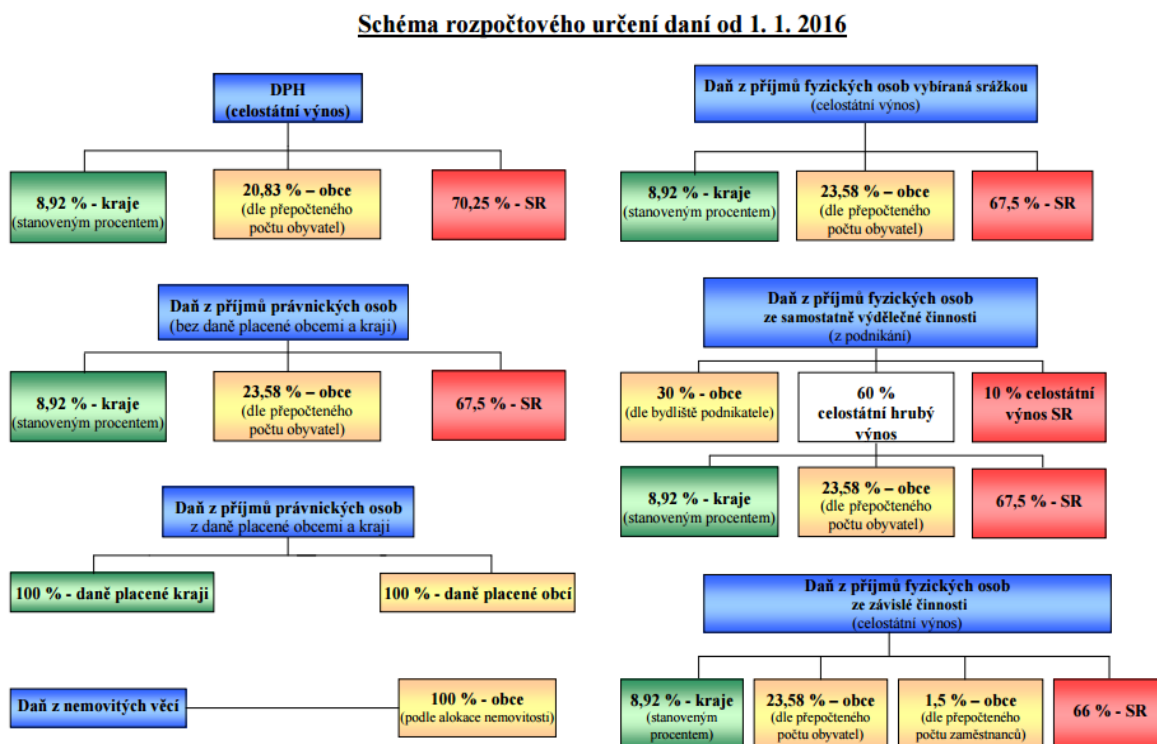 Schéma rozpočtového určení daní od 1. 1. 2016
DPH
(celostátní výnos)
8,92 % - kraje
(stanoveným procentem)
20,83 % – obce
(dle přepočteného
počtu obyvatel)
70,25 % - SR
Daň z příjmů právnických osob
(bez daně placené obcemi a kraji)
8,92 % - kraje
(stanoveným procentem)
23,58 % – obce
(dle přepočteného
počtu obyvatel)
67,5 % - SR
Daň z příjmů právnických osob
z daně placené obcemi a kraji
100 % - daně placené kraji
100 % - daně placené obcí
Daň z nemovitých věcí
100 % - obce
(podle alokace nemovitosti)
Daň z příjmů fyzických osob vybíraná srážkou
(celostátní výnos)
8,92 % - kraje
(stanoveným procentem)
23,58 % – obce
(dle přepočteného
počtu obyvatel)
67,5 % - SR
Daň z příjmů fyzických osob
ze samostatně výdělečné činnosti
(z podnikání)
30 % - obce
(dle bydliště podnikatele)
60 %
celostátní hrubý
výnos
10 % celostátní
výnos SR
8,92 % - kraje
(stanoveným procentem)
23,58 % – obce
(dle přepočteného
počtu obyvatel)
67,5 % - SR
Daň z příjmů fyzických osob
ze závislé činnosti
(celostátní výnos)
8,92 % - kraje
(stanoveným
procentem)
23,58 % – obce
(dle přepočteného
počtu obyvatel)
1,5 % – obce
(dle přepočteného
počtu zaměstnanců)
66 % - SR